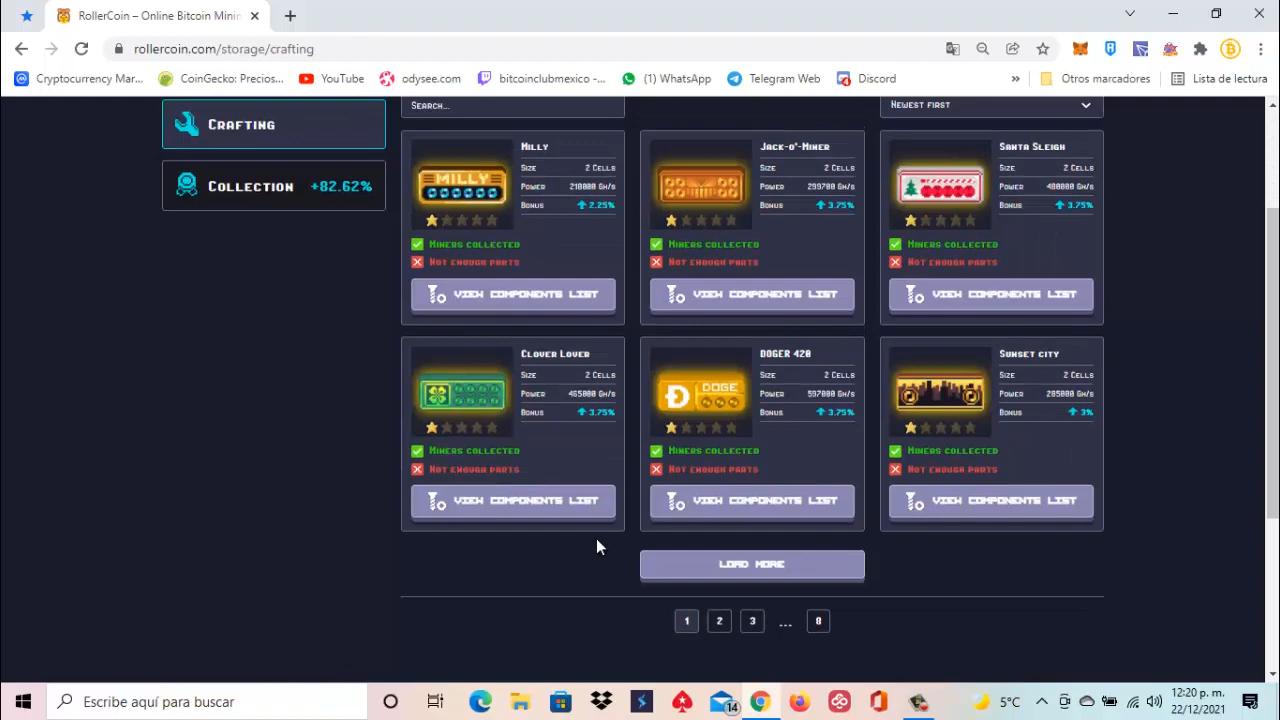 RollerCoin – Online Bitcoin Minin
rollercoin.com/storage/crafting
Cryptocurrency Mar...
CoinGecko: Precios...
YouTube
odysee.com
bitcoinclubmexico -...
(1) WhatsApp
Telegram Web
Discord
»
Otros marcadores
Lista de lectura
Crafting
Search...
Newest first
Collection +82.62%
Milly
Size 2 Cells
Power 210000 Gh/s
Bonus 2.25%
MILLY
Miners collected
Not enough parts
View components list
Jack-o'-Miner
Size 2 Cells
Power 299700 Gh/s
Bonus 3.75%
Miners collected
Not enough parts
View components list
Santa Sleigh
Size 2 Cells
Power 400000 Gh/s
Bonus 3.75%
Miners collected
Not enough parts
View components list
Clover Lover
Size 2 Cells
Power 465000 Gh/s
Bonus 3.75%
Miners collected
Not enough parts
View components list
DOGER 420
Size 2 Cells
Power 597000 Gh/s
Bonus 3.75%
Đ DOGE
Miners collected
Not enough parts
View components list
Sunset city
Size 2 Cells
Power 285000 Gh/s
Bonus 3%
Miners collected
Not enough parts
View components list
Load more
1 2 3 ... 8
Escribe aquí para buscar
14
5°C
12:20 p. m.
22/12/2021